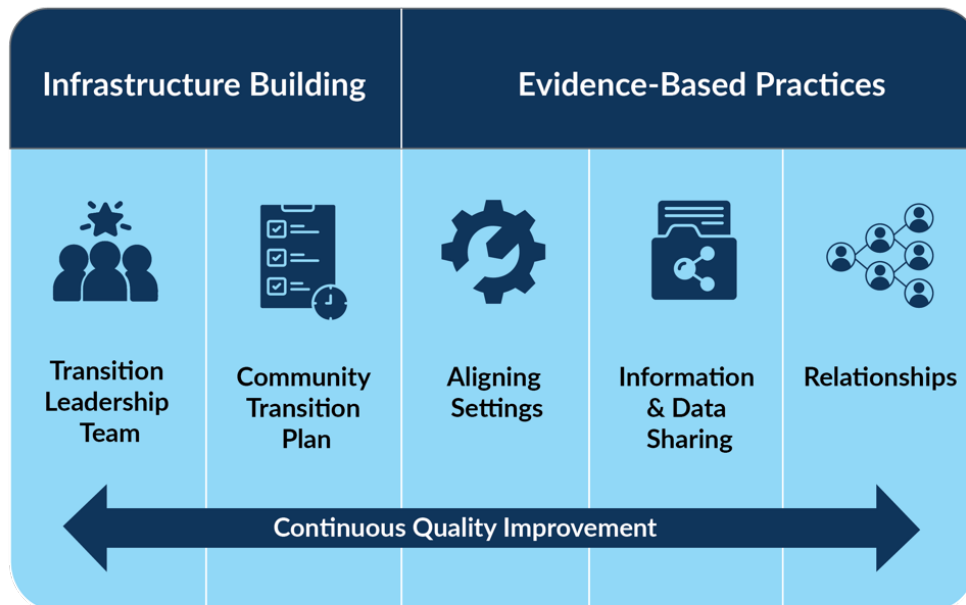 Infrastructure Building
Evidence-Based Practices
Transition
Leadership
Team
Community
Transition
Plan
Aligning
Settings
Information
& Data
Sharing
Relationships
Continuous Quality Improvement